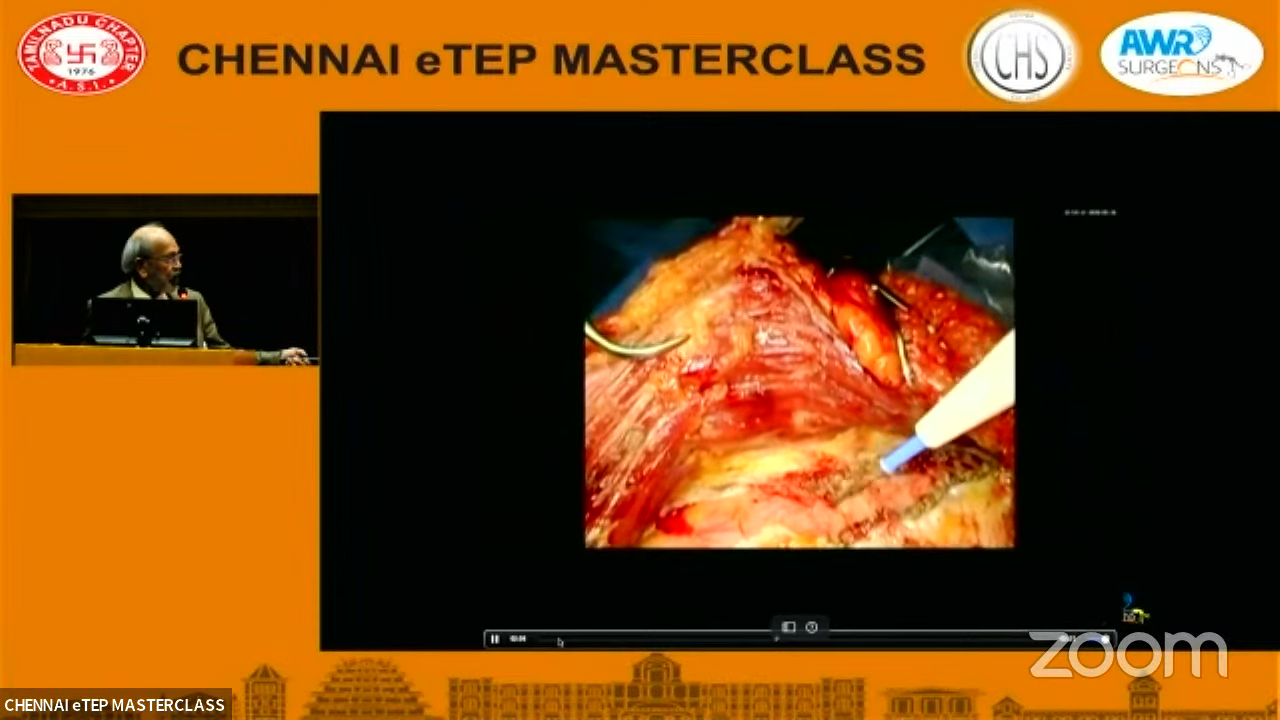 TAMILNADU CHAPTER
1976
A.S.I.
CHENNAI eTEP MASTERCLASS
CHS
AWR
SURGEONS
zoom
CHENNAI eTEP MASTERCLASS